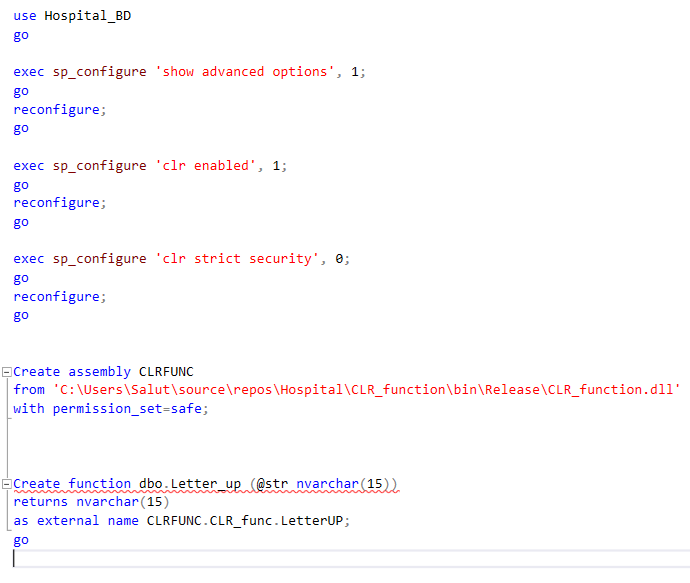 use Hospital_BD
go
exec sp_configure 'show advanced options', 1;
go
reconfigure;
go
exec sp_configure 'clr enabled', 1;
go
reconfigure;
go
exec sp_configure 'clr strict security', 0;
go
reconfigure;
go
Create assembly CLRFUNC
from 'C:\Users\Salut\source\repos\Hospital\CLR_function\bin\Release\CLR_function.dll'
with permission_set=safe;
Create function dbo.Letter_up (@str nvarchar(15))
returns nvarchar(15)
as external name CLRFUNC.CLR_func.LetterUP;
go